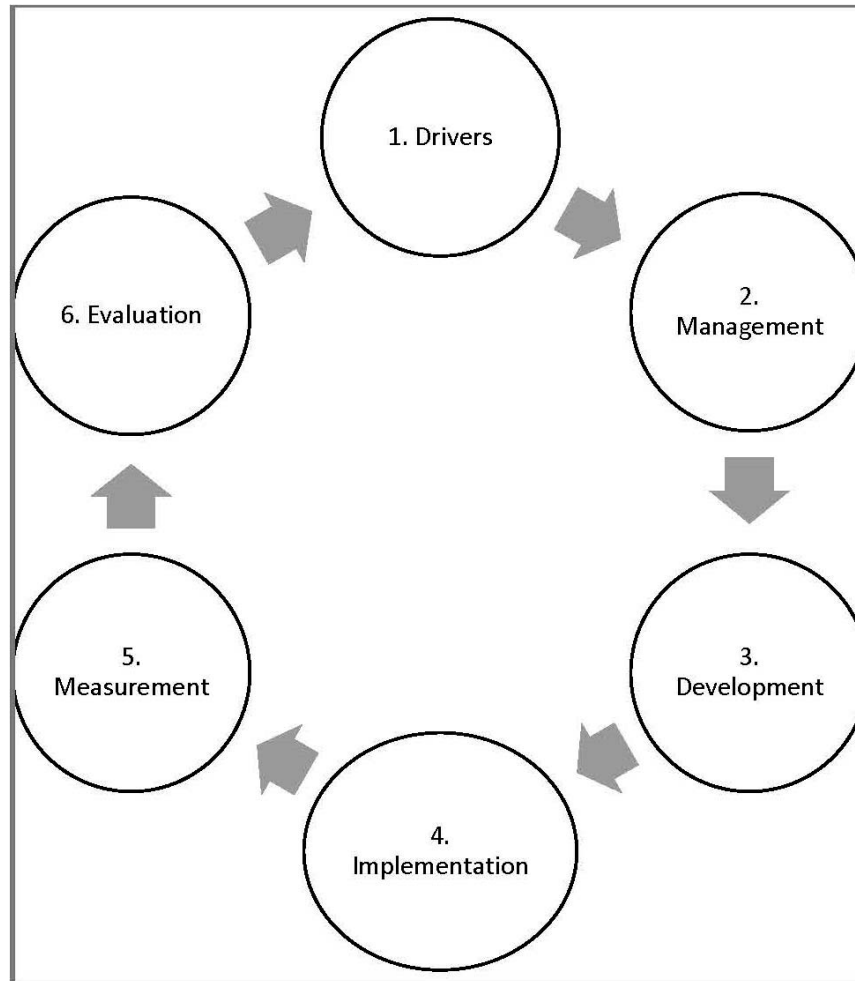 1. Drivers
2.
Management
3.
Development
4.
Implementation
5.
Measurement
6. Evaluation